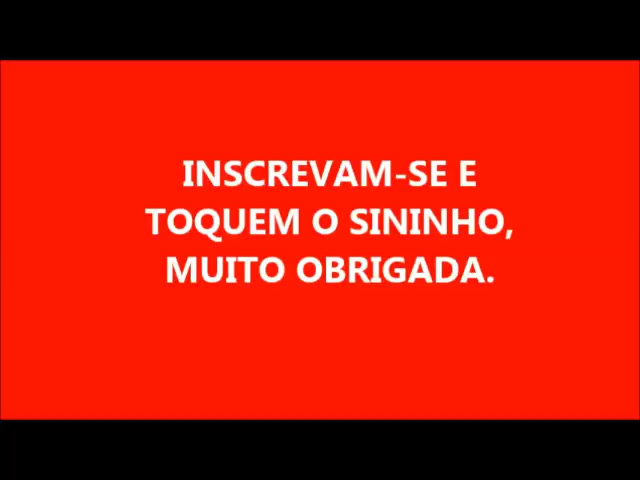 INSCREVAM-SE E
TOQUEM O SININHO,
MUITO OBRIGADA.